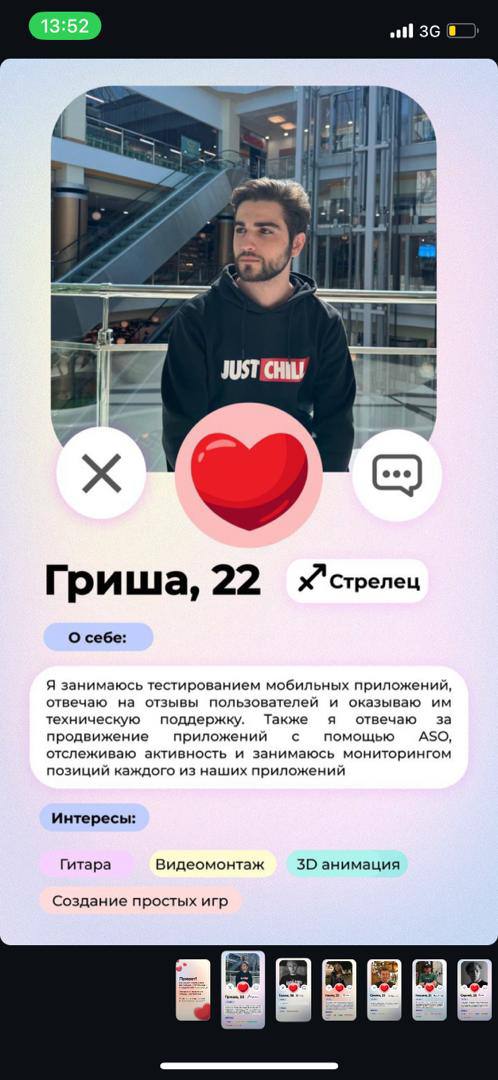 13:52
3G
JUST CHILL
Гриша, 22
Стрелец
О себе:
Я занимаюсь тестированием мобильных приложений,
отвечаю на отзывы пользователей и оказываю им
техническую поддержку. Также я отвечаю за
продвижение приложений с помощью ASO,
отслеживаю активность и занимаюсь мониторингом
позиций каждого из наших приложений
Интересы:
Гитара
Видеомонтаж
3D анимация
Создание простых игр
Привет!